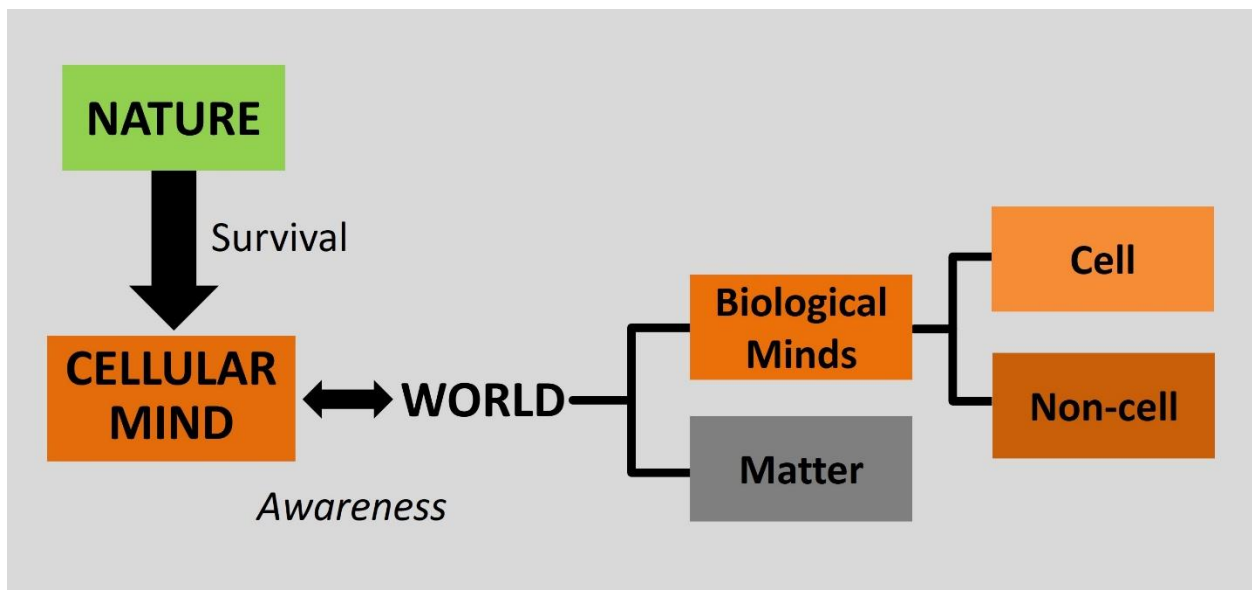 NATURE
Survival
CELLULAR
MIND
WORLD
Awareness
Biological
Minds
Matter
Cell
Non-cell